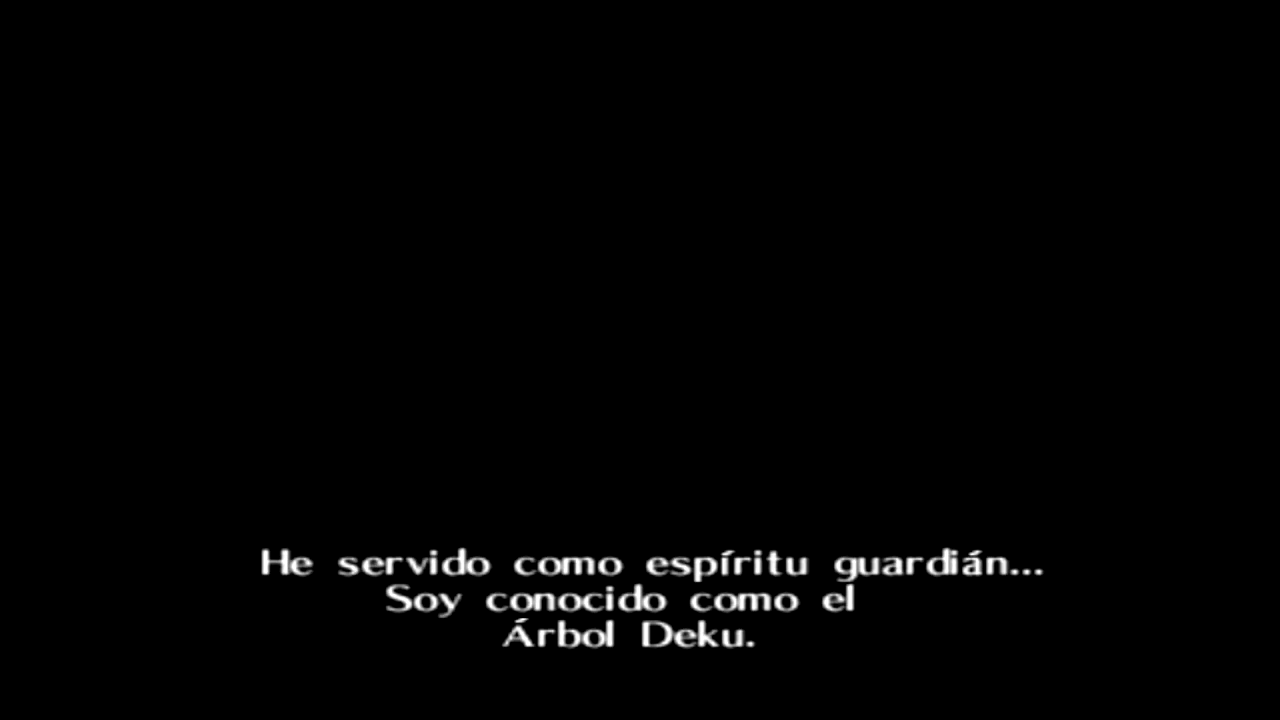 He servido como espíritu guardián...
Soy conocido como el
Árbol Deku.